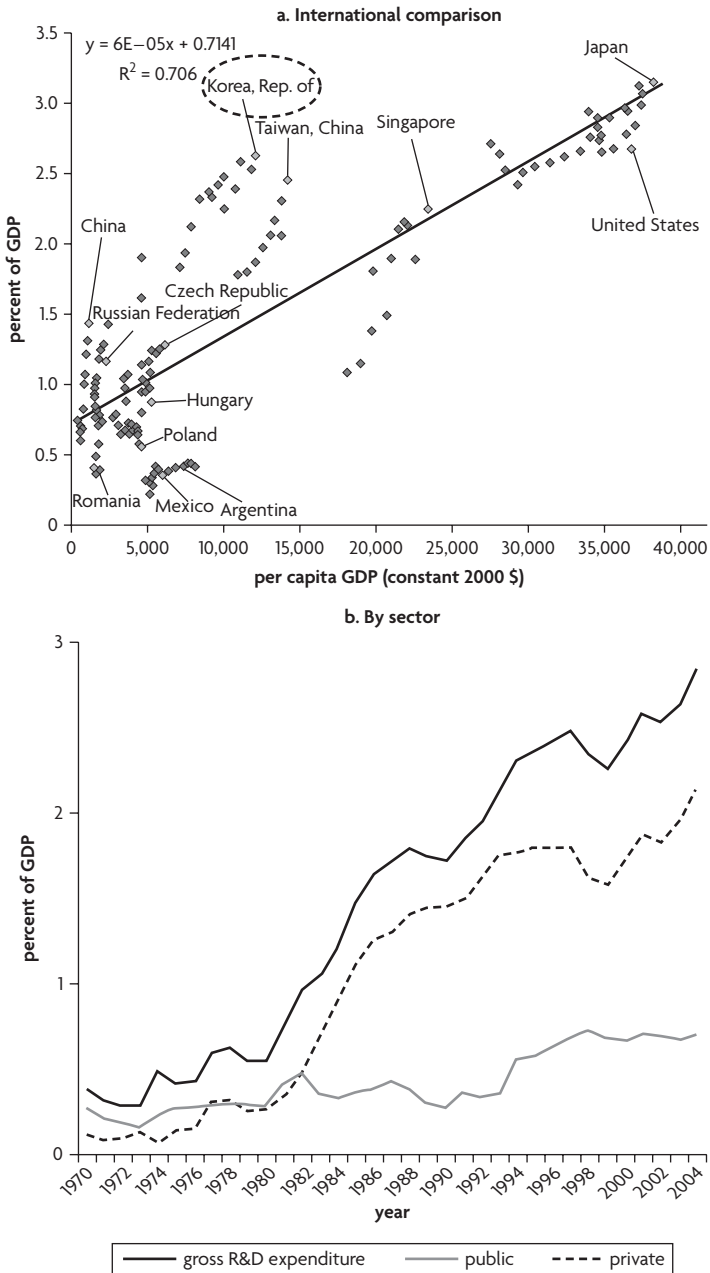 a. International comparison
y = 6E−05x + 0.7141
R² = 0.706
Korea, Rep. of
Japan
Taiwan, China
Singapore
United States
China
Czech Republic
Russian Federation
Hungary
Poland
Romania
Mexico
Argentina
percent of GDP
3.5
3.0
2.5
2.0
1.5
1.0
0.5
0
0 5,000 10,000 15,000 20,000 25,000 30,000 35,000 40,000
per capita GDP (constant 2000 $)
b. By sector
percent of GDP
3
2
1
0
1970 1972 1974 1976 1978 1980 1982 1984 1986 1988 1990 1992 1994 1996 1998 2000 2002 2004
year
gross R&D expenditure public private